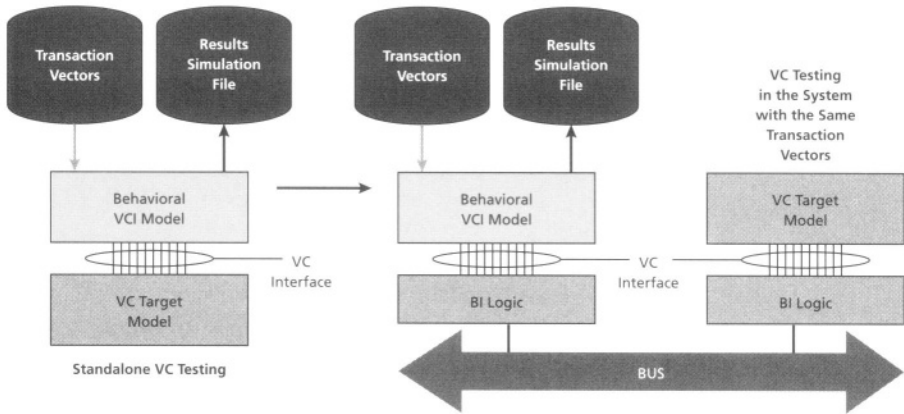 Transaction
Vectors
Results
Simulation
File
Behavioral
VCI Model
VC
Interface
VC Target
Model
Standalone VC Testing
Transaction
Vectors
Results
Simulation
File
Behavioral
VCI Model
BI Logic
VC
Interface
VC Testing
in the System
with the Same
Transaction
Vectors
VC Target
Model
BI Logic
BUS